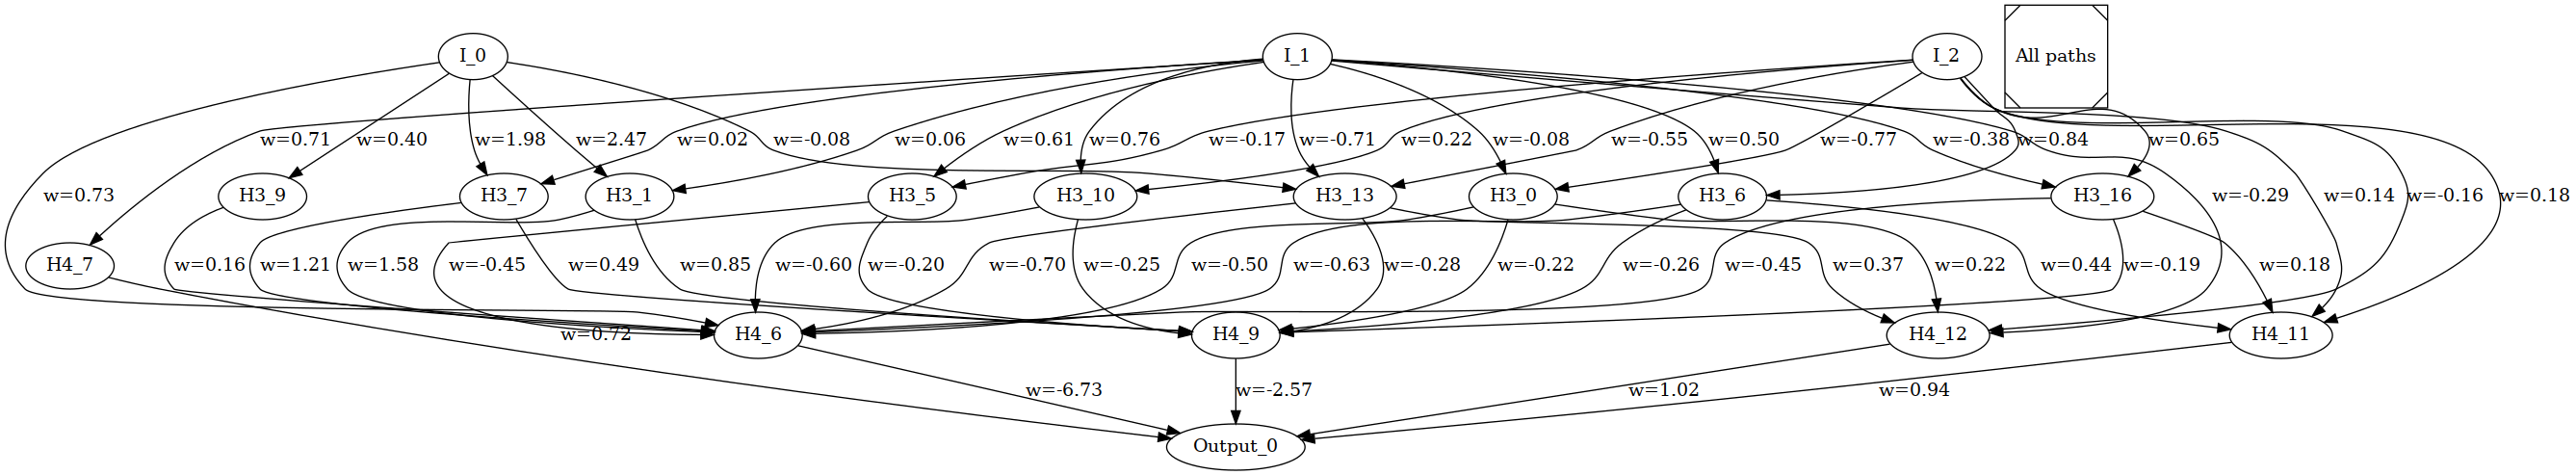 I_0
I_1
I_2
All paths
w=0.71
w=0.40
w=1.98
w=2.47
w=0.02
w=-0.08
w=0.06
w=0.61
w=0.76
w=-0.17
w=-0.71
w=0.22
w=-0.08
w=-0.55
w=0.50
w=-0.77
w=-0.38
w=0.84
w=0.65
w=0.73
H3_9
H3_7
H3_1
H3_5
H3_10
H3_13
H3_0
H3_6
H3_16
w=-0.29
w=0.14
w=-0.16
w=0.18
H4_7
w=0.16
w=1.21
w=1.58
w=-0.45
w=0.49
w=0.85
w=-0.60
w=-0.20
w=-0.70
w=-0.25
w=-0.50
w=-0.63
w=-0.28
w=-0.22
w=-0.26
w=-0.45
w=0.37
w=0.22
w=0.44
w=-0.19
w=0.18
w=0.72
H4_6
H4_9
H4_12
H4_11
w=-6.73
w=-2.57
w=1.02
w=0.94
Output_0